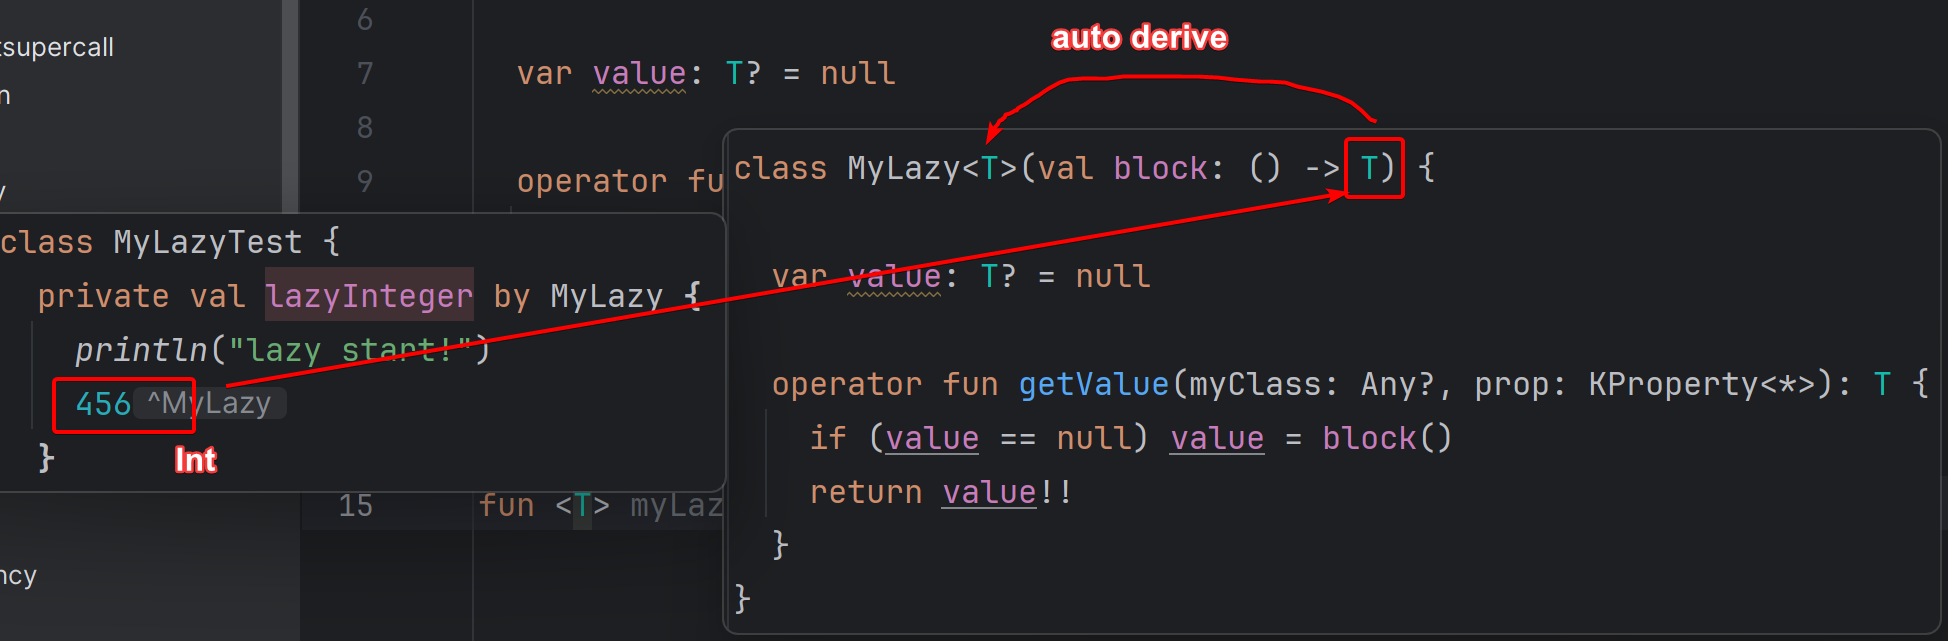 tsupercall
n
y
ncy
6
7 var value: T? = null
8
9 operator fu
15 fun <T> myLaz
auto derive
class MyLazy<T>(val block: () -> T) {
var value: T? = null
operator fun getValue(myClass: Any?, prop: KProperty<*>): T {
if (value == null) value = block()
return value!!
}
}
class MyLazyTest {
private val lazyInteger by MyLazy {
println("lazy start!")
456 ^MyLazy
}
Int